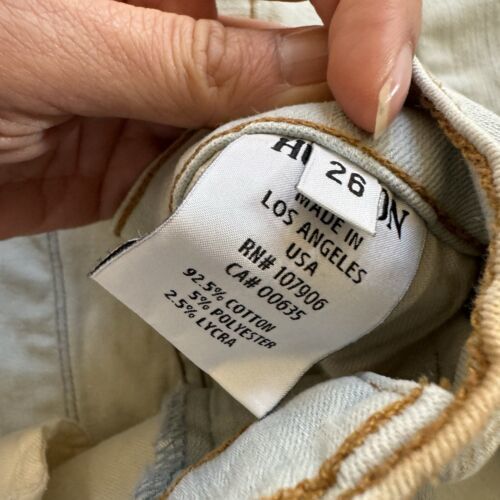 26
MADE IN
LOS ANGELES
USA
RN# 107906
CA# 00635
92.5% COTTON
5% POLYESTER
2.5% LYCRA